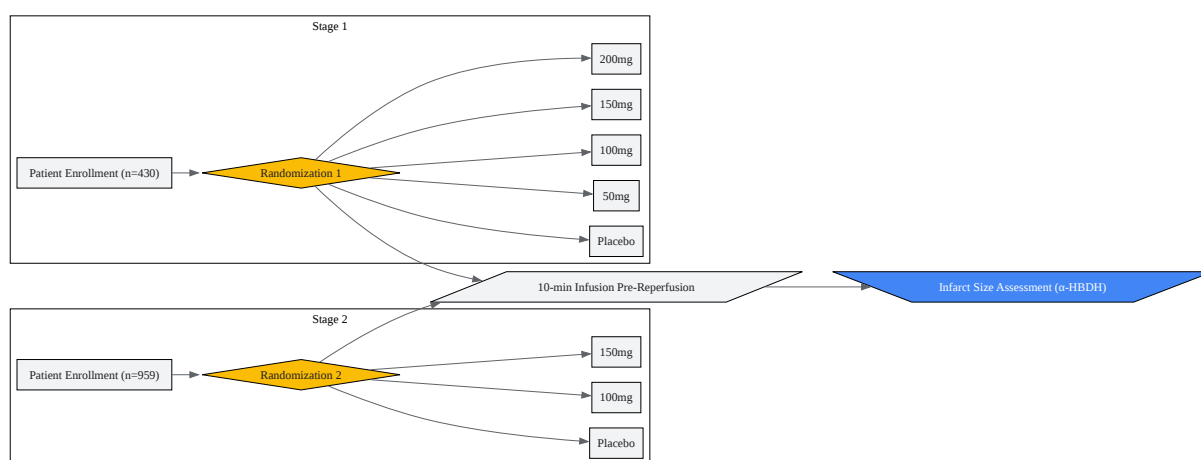 Stage 1
200mg
150mg
100mg
Patient Enrollment (n=430)
Randomization 1
50mg
Placebo
10-min Infusion Pre-Reperfusion
Infarct Size Assessment (α-HBDH)
Stage 2
150mg
Patient Enrollment (n=959)
Randomization 2
100mg
Placebo